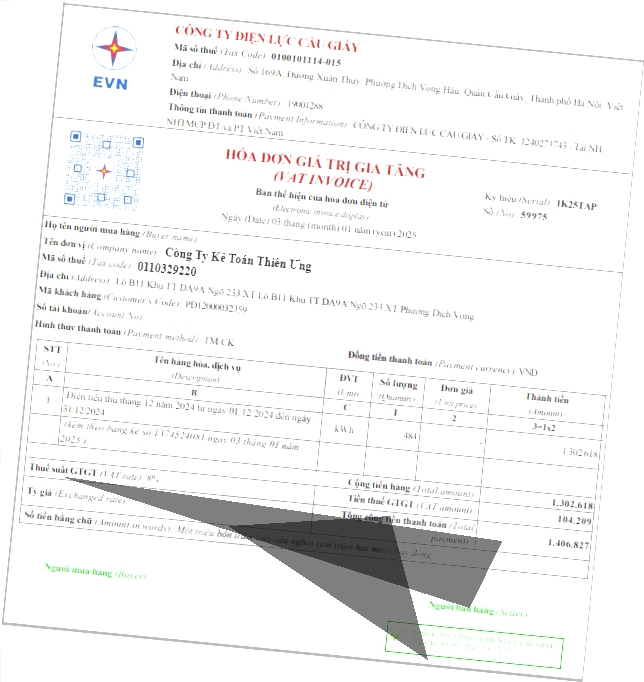 CÔNG TY ĐIỆN LỰC CẦU GIẤY
Mã số thuế (Tax Code): 0100101114-015
Địa chỉ (Address): Số 169A, Đường Xuân Thủy, Phường Dịch Vọng Hậu, Quận Cầu Giấy, Thành phố Hà Nội, Việt
Nam
Điện thoại (Phone Number): 19001288
Thông tin thanh toán (Payment Information): CÔNG TY ĐIỆN LỰC CẦU GIẤY - Số TK: 1240273743 - Tại NH
NHTMCP ĐT và PT Việt Nam
EVN
HÓA ĐƠN GIÁ TRỊ GIA TĂNG
(VAT INVOICE)
Bản thể hiện của hóa đơn điện tử
(Electronic invoice display)
Ngày (Date) 03 tháng (month) 01 năm (year) 2025
Ký hiệu (Serial): 1K25TAP
Số (No): 59975
Họ tên người mua hàng (Buyer name):
Tên đơn vị (Company name): Công Ty Kế Toán Thiên Ưng
Mã số thuế (Tax code): 0110329220
Địa chỉ (Address): Lô B11 Khu TT DA9A Ngõ 233 XT Lô B11 Khu TT DA9A Ngõ 233 XT Phường Dịch Vọng
Mã khách hàng (Customer's Code): PD12000032359
Số tài khoản(Account No):
Hình thức thanh toán (Payment method): TM/CK
Đồng tiền thanh toán (Payment currency): VND
STT (No.) Tên hàng hóa, dịch vụ (Description) ĐVT (Unit) Số lượng (Quantity) Đơn giá (Unit price) Thành tiền (Amount)
A B C 1 2 3=1x2
1 Điện tiêu thụ tháng 12 năm 2024 từ ngày 01/12/2024 đến ngày
31/12/2024 kWh 484 1.302.618
(kèm theo bảng kê số 1374524081 ngày 03 tháng 01 năm
2025 )
Cộng tiền hàng (Total amount): 1.302.618
Thuế suất GTGT (VAT rate): 8% Tiền thuế GTGT (VAT amount): 104.209
Tỷ giá (Exchanged rate): Tổng cộng tiền thanh toán (Total
payment): 1.406.827
Số tiền bằng chữ (Amount in words): Một triệu bốn trăm linh sáu nghìn tám trăm hai mươi bảy đồng
Người mua hàng (Buyer)
Người bán hàng (Seller)